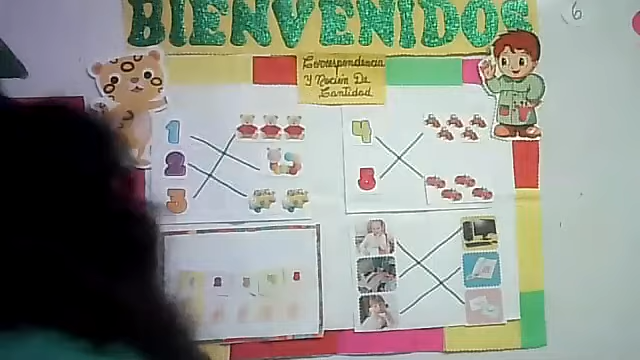 BIENVENIDOS
6
Correspondencia
Y Noción De
Cantidad
1
2
3
4
5